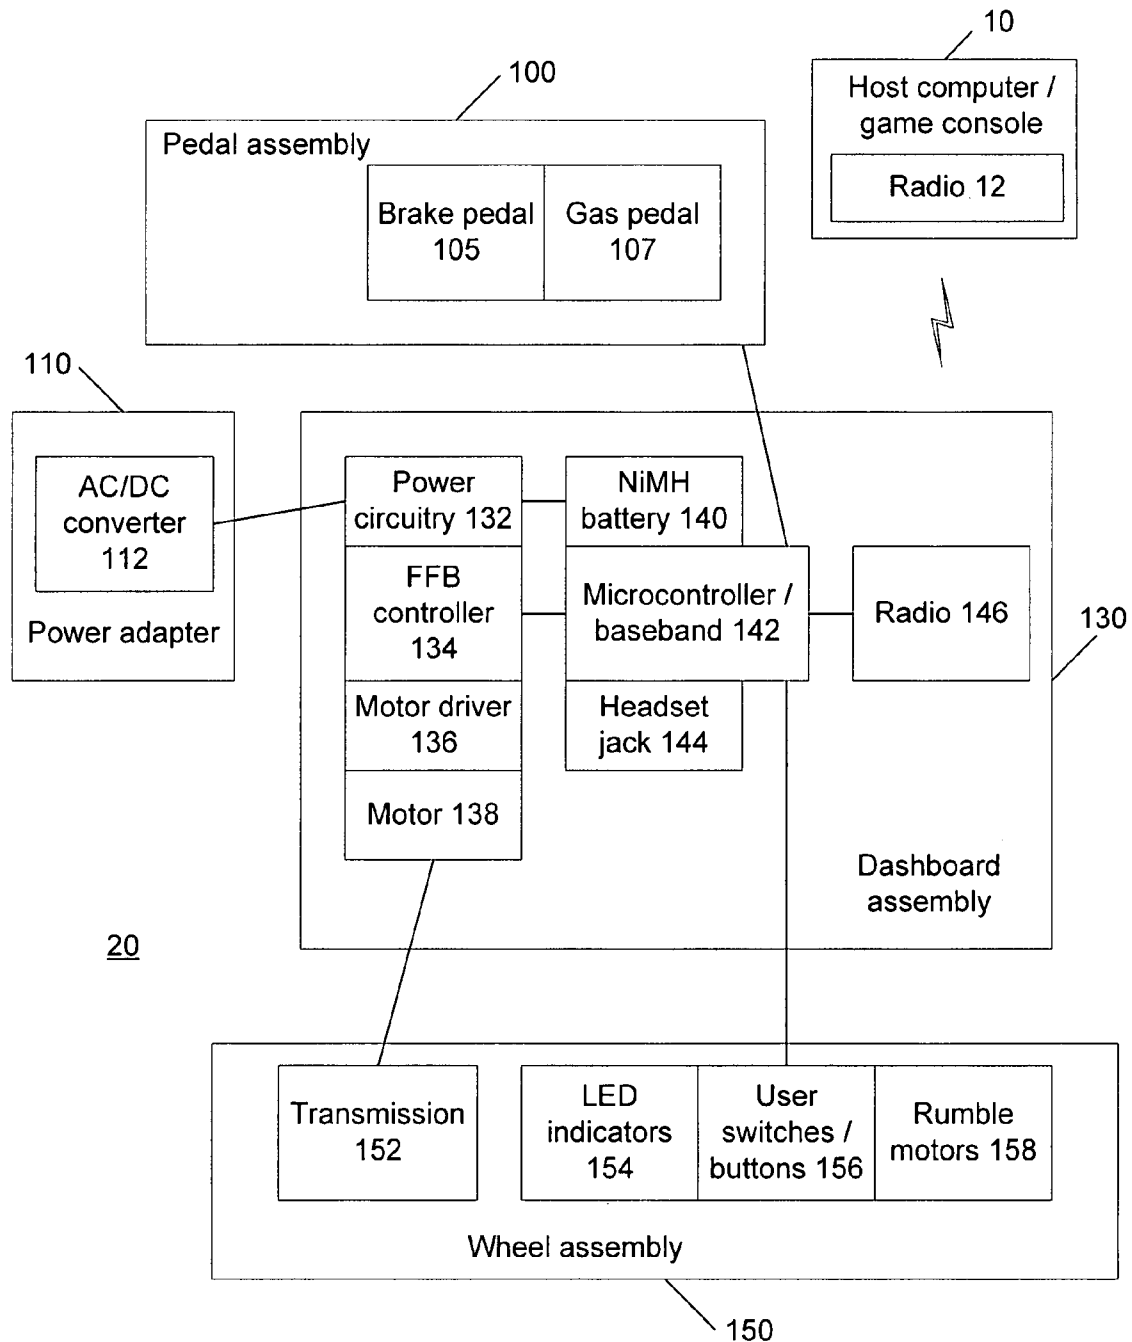 10
100
Host computer /
game console
Radio 12
Pedal assembly
Brake pedal
105
Gas pedal
107
110
AC/DC
converter
112
Power adapter
Power
circuitry 132
NiMH
battery 140
FFB
controller
134
Microcontroller /
baseband 142
Radio 146
130
Motor driver
136
Headset
jack 144
Motor 138
Dashboard
assembly
20
Transmission
152
LED
indicators
154
User
switches /
buttons 156
Rumble
motors 158
Wheel assembly
150